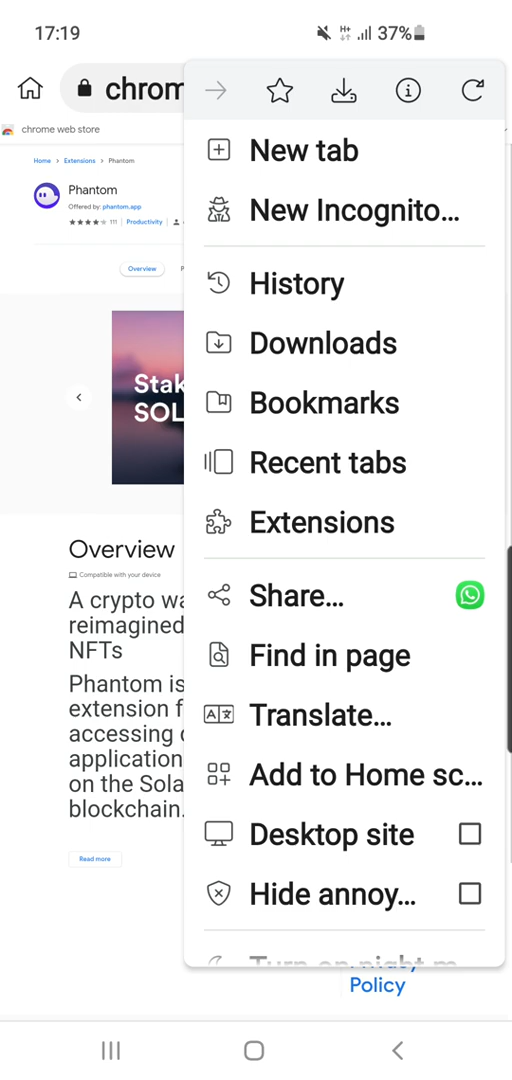 17:19
37%
chrom
chrome web store
Home > Extensions > Phantom
Phantom
Offered by: phantom.app
111 Productivity
Overview
Stak
SOL
Overview
Compatible with your device
A crypto wa
reimagined
NFTs
Phantom is
extension f
accessing
application
on the Sola
blockchain.
Read more
New tab
New Incognito...
History
Downloads
Bookmarks
Recent tabs
Extensions
Share...
Find in page
Translate...
Add to Home sc...
Desktop site
Hide annoy...
Policy